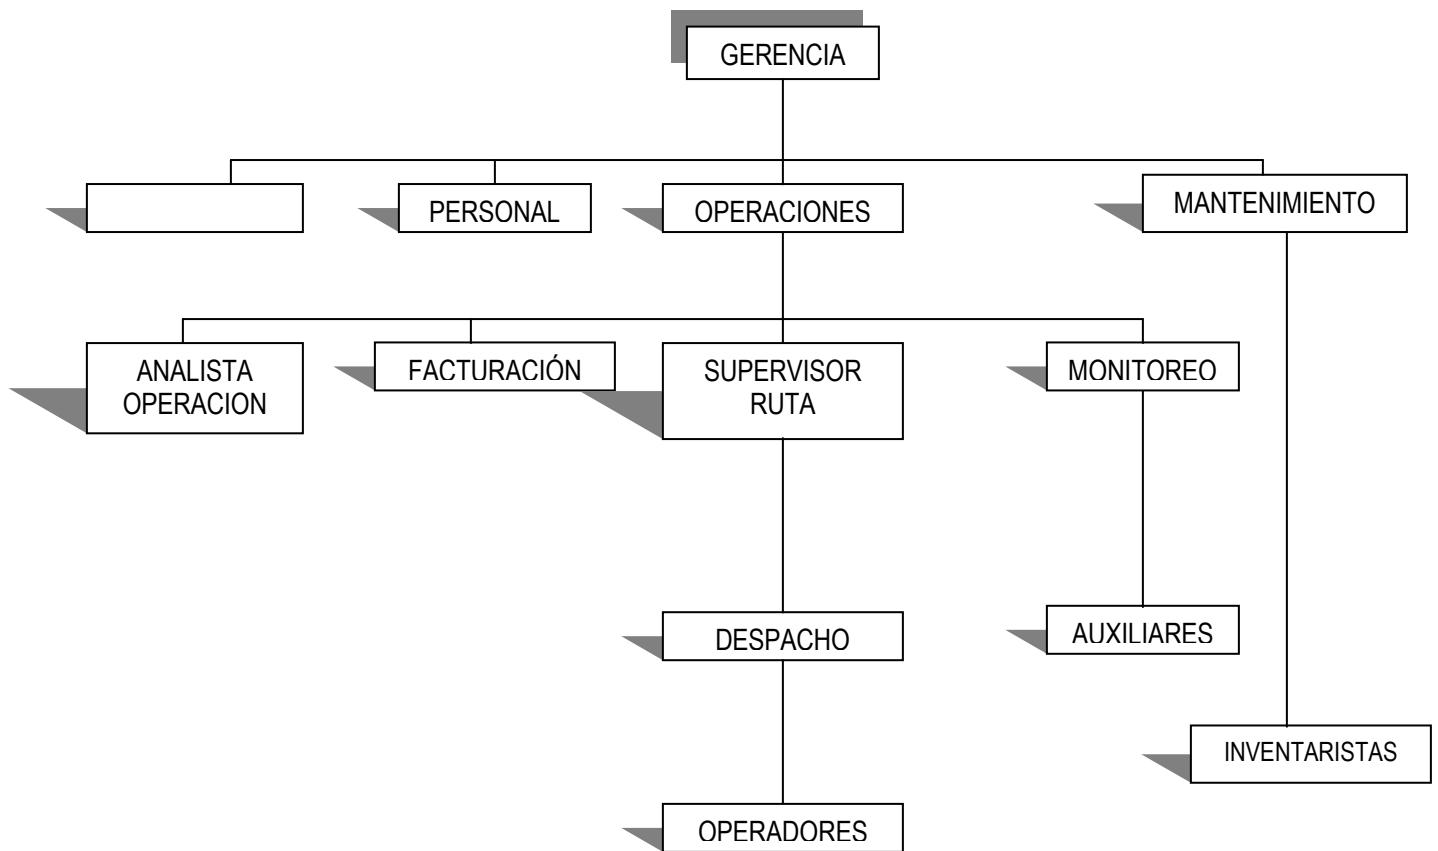 GERENCIA
PERSONAL
OPERACIONES
MANTENIMIENTO
ANALISTA
OPERACION
FACTURACIÓN
SUPERVISOR
RUTA
MONITOREO
DESPACHO
AUXILIARES
INVENTARISTAS
OPERADORES